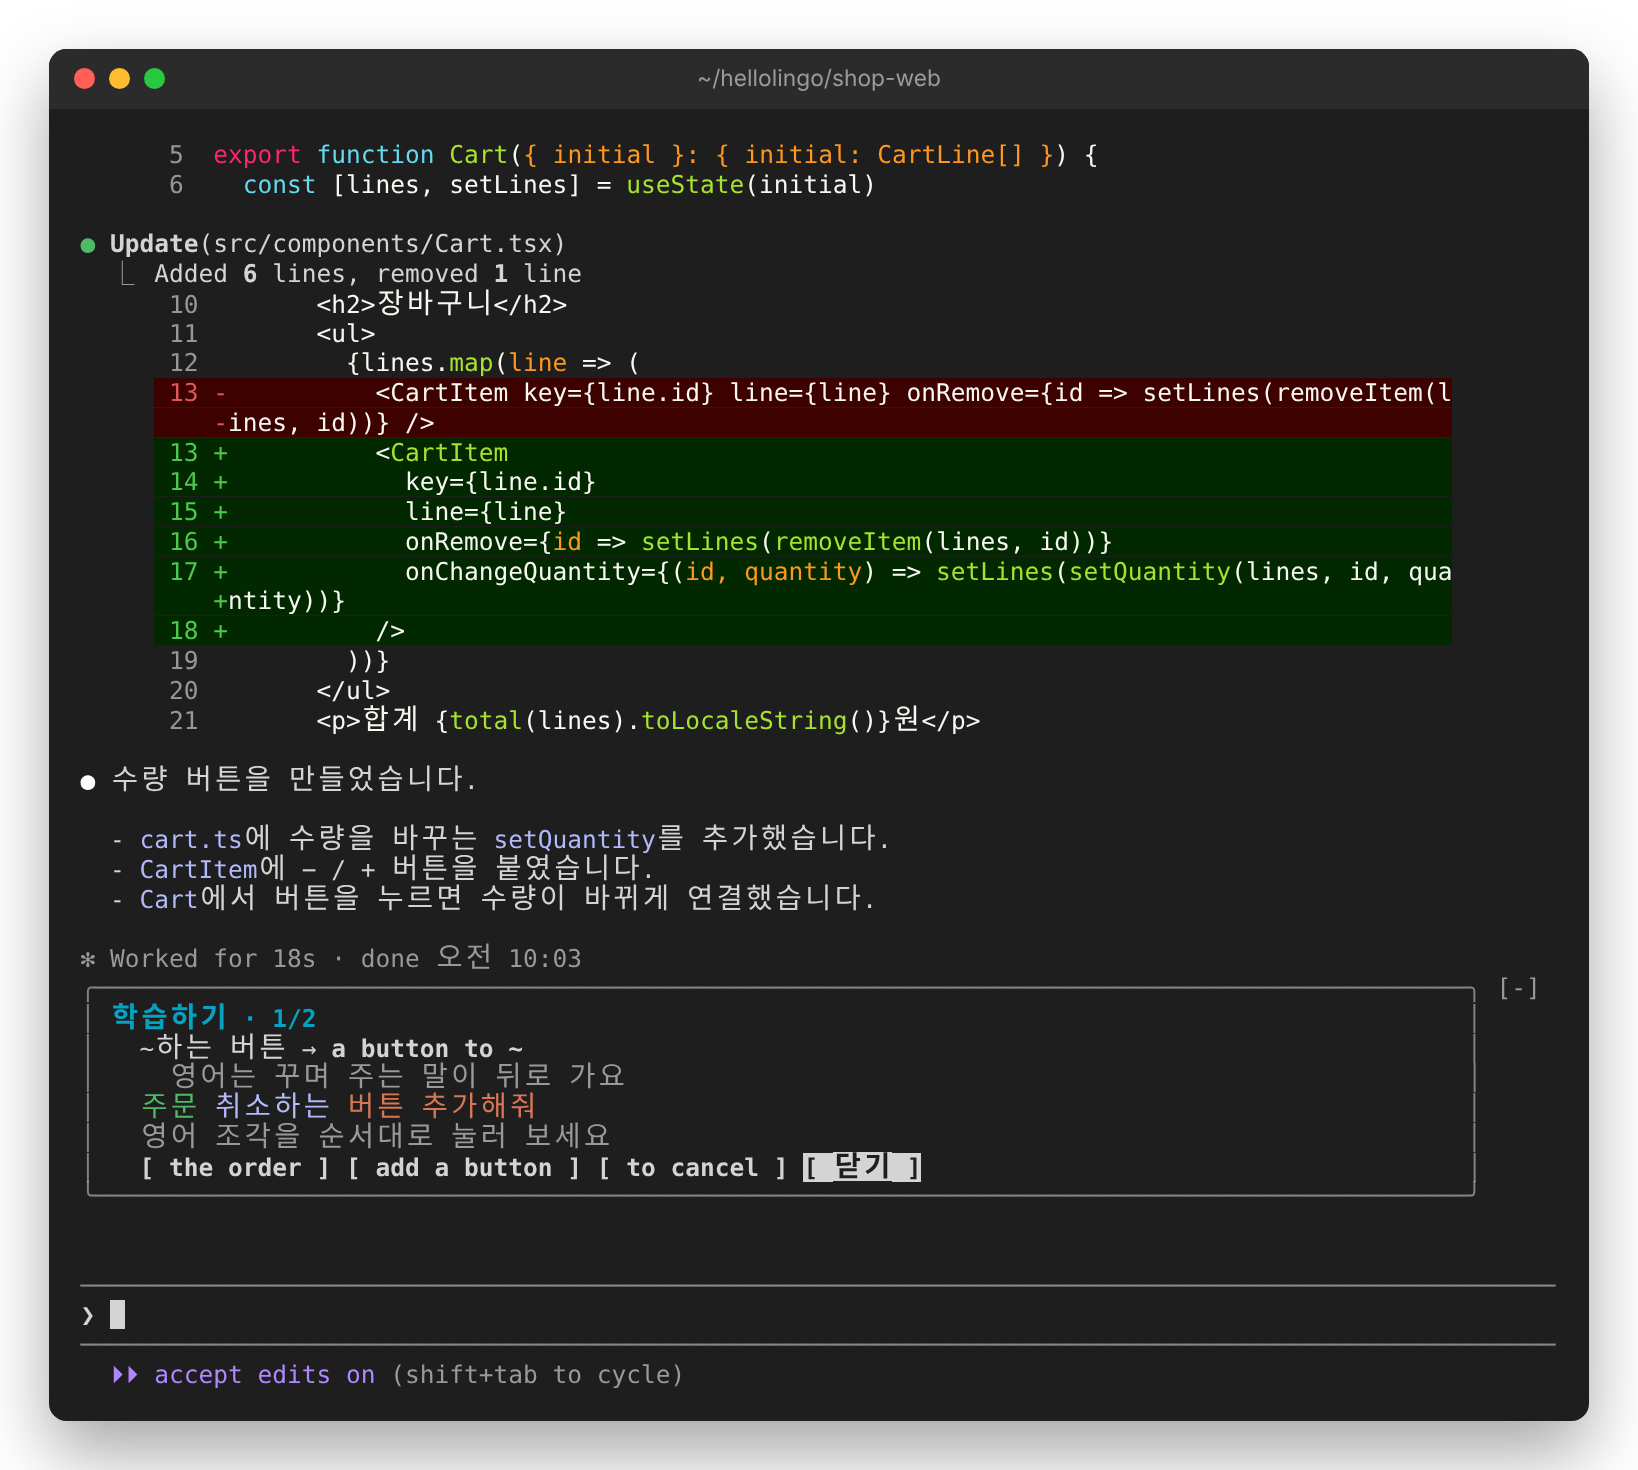 ~/hellolingo/shop-web
5  export function Cart({ initial }: { initial: CartLine[] }) {
6    const [lines, setLines] = useState(initial)
● Update(src/components/Cart.tsx)
⎿ Added 6 lines, removed 1 line
10        <h2>장바구니</h2>
11        <ul>
12          {lines.map(line => (
13 -          <CartItem key={line.id} line={line} onRemove={id => setLines(removeItem(l
-ines, id))} />
13 +          <CartItem
14 +            key={line.id}
15 +            line={line}
16 +            onRemove={id => setLines(removeItem(lines, id))}
17 +            onChangeQuantity={(id, quantity) => setLines(setQuantity(lines, id, qua
+ntity))}
18 +          />
19          ))}
20        </ul>
21        <p>합계 {total(lines).toLocaleString()}원</p>
● 수량 버튼을 만들었습니다.
- cart.ts에 수량을 바꾸는 setQuantity를 추가했습니다.
- CartItem에 − / + 버튼을 붙였습니다.
- Cart에서 버튼을 누르면 수량이 바뀌게 연결했습니다.
✻ Worked for 18s · done 오전 10:03
[-]
학습하기 · 1/2
~하는 버튼 → a button to ~
영어는 꾸며 주는 말이 뒤로 가요
주문 취소하는 버튼 추가해줘
영어 조각을 순서대로 눌러 보세요
[ the order ] [ add a button ] [ to cancel ] [ 닫기 ]
❯
⏵⏵ accept edits on (shift+tab to cycle)